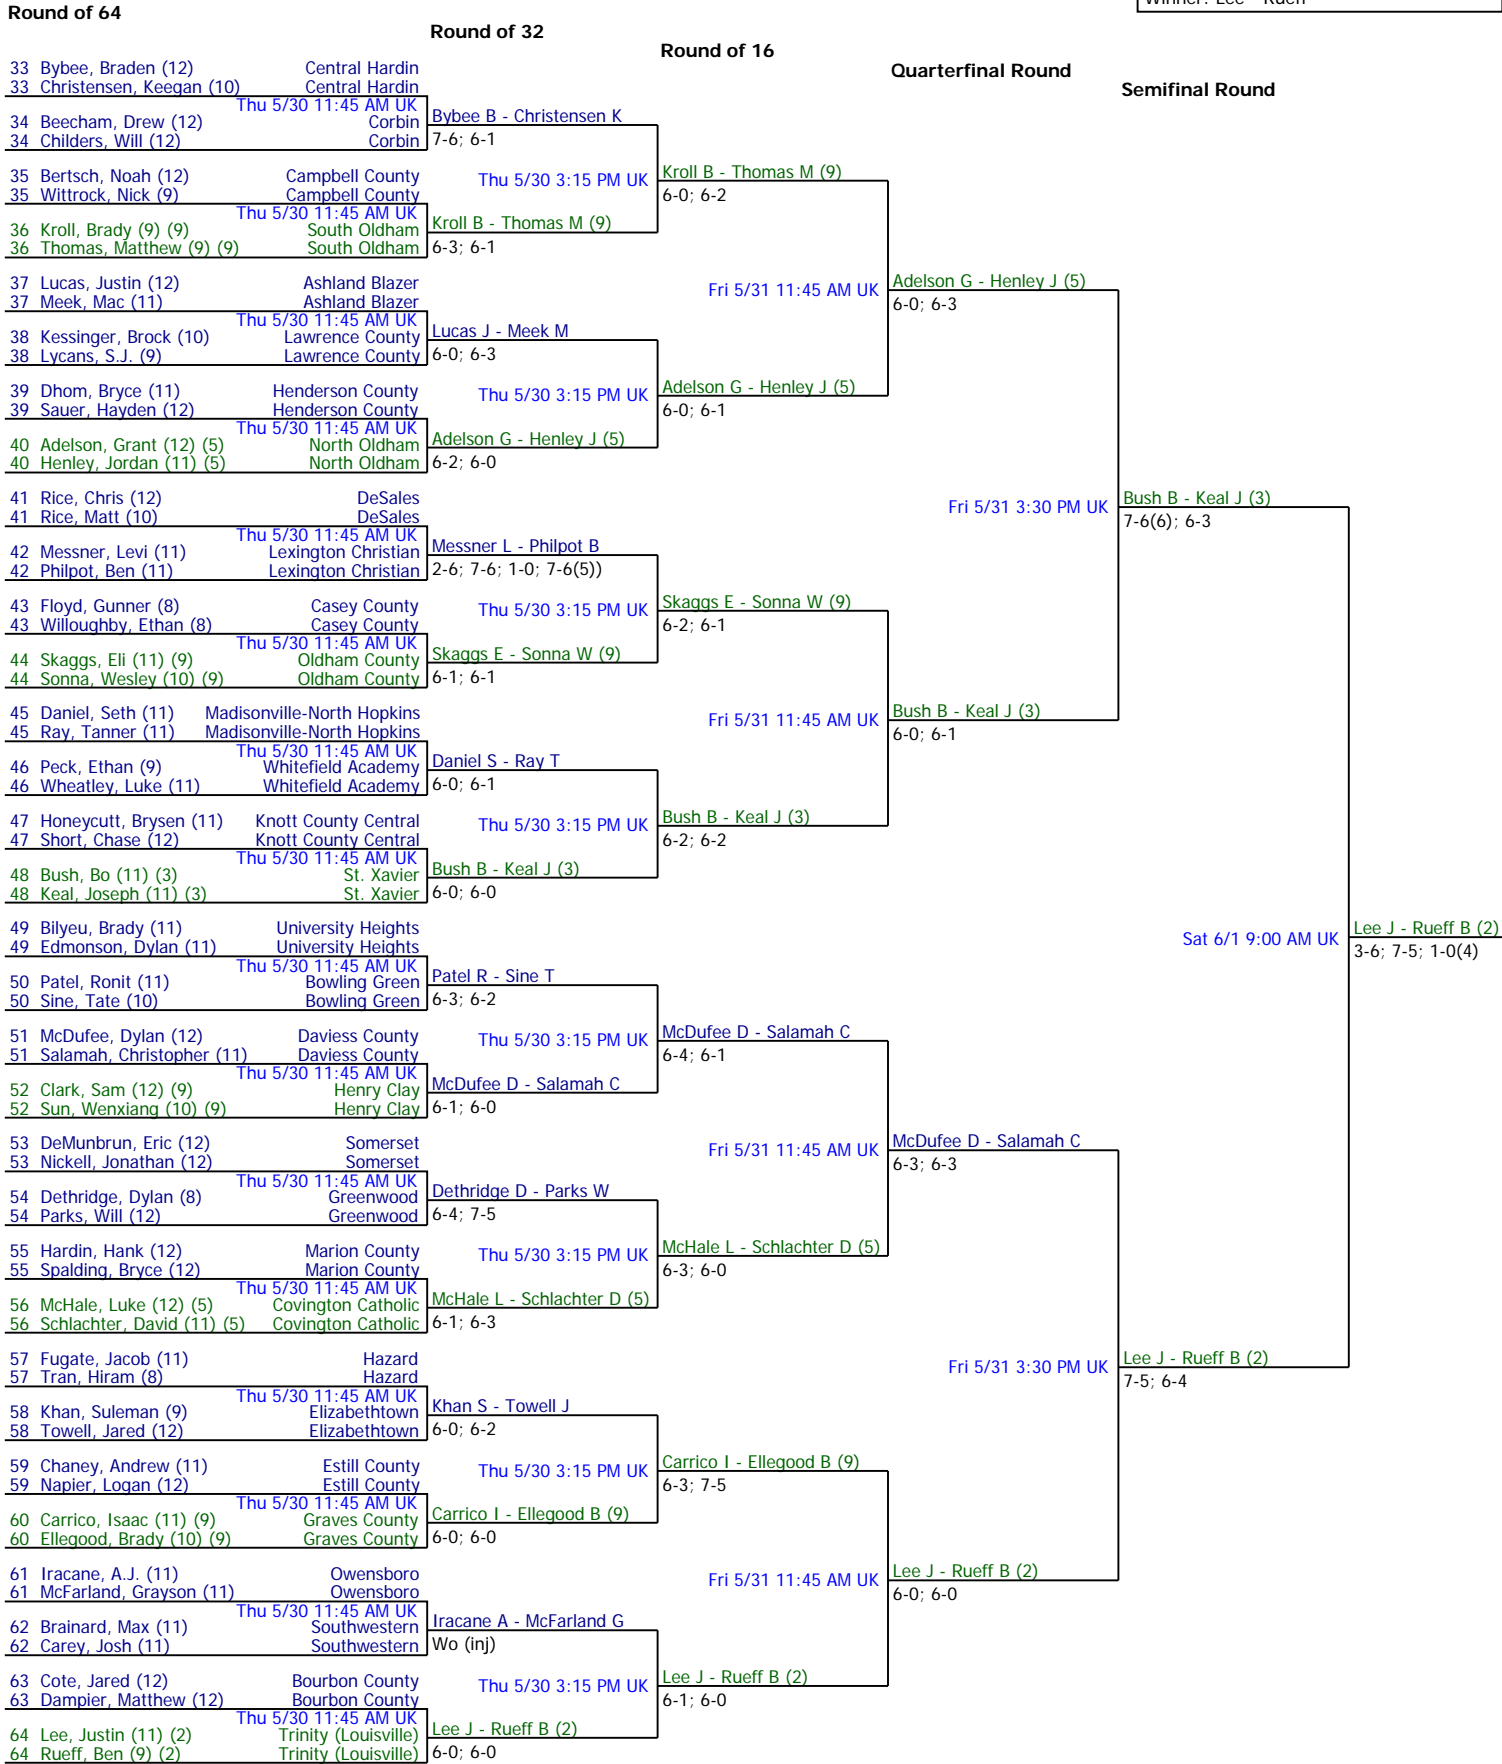 Winner: Lee - Rueff
Round of 64
Round of 32
Round of 16
Quarterfinal Round
Semifinal Round
33 Bybee, Braden (12) Central Hardin
33 Christensen, Keegan (10) Central Hardin
Thu 5/30 11:45 AM UK
34 Beecham, Drew (12) Corbin
34 Childers, Will (12) Corbin
35 Bertsch, Noah (12) Campbell County
35 Wittrock, Nick (9) Campbell County
Thu 5/30 11:45 AM UK
36 Kroll, Brady (9) (9) South Oldham
36 Thomas, Matthew (9) (9) South Oldham
37 Lucas, Justin (12) Ashland Blazer
37 Meek, Mac (11) Ashland Blazer
Thu 5/30 11:45 AM UK
38 Kessinger, Brock (10) Lawrence County
38 Lycans, S.J. (9) Lawrence County
39 Dhom, Bryce (11) Henderson County
39 Sauer, Hayden (12) Henderson County
Thu 5/30 11:45 AM UK
40 Adelson, Grant (12) (5) North Oldham
40 Henley, Jordan (11) (5) North Oldham
41 Rice, Chris (12) DeSales
41 Rice, Matt (10) DeSales
Thu 5/30 11:45 AM UK
42 Messner, Levi (11) Lexington Christian
42 Philpot, Ben (11) Lexington Christian
43 Floyd, Gunner (8) Casey County
43 Willoughby, Ethan (8) Casey County
Thu 5/30 11:45 AM UK
44 Skaggs, Eli (11) (9) Oldham County
44 Sonna, Wesley (10) (9) Oldham County
45 Daniel, Seth (11) Madisonville-North Hopkins
45 Ray, Tanner (11) Madisonville-North Hopkins
Thu 5/30 11:45 AM UK
46 Peck, Ethan (9) Whitefield Academy
46 Wheatley, Luke (11) Whitefield Academy
47 Honeycutt, Brysen (11) Knott County Central
47 Short, Chase (12) Knott County Central
Thu 5/30 11:45 AM UK
48 Bush, Bo (11) (3) St. Xavier
48 Keal, Joseph (11) (3) St. Xavier
49 Bilyeu, Brady (11) University Heights
49 Edmonson, Dylan (11) University Heights
Thu 5/30 11:45 AM UK
50 Patel, Ronit (11) Bowling Green
50 Sine, Tate (10) Bowling Green
51 McDufee, Dylan (12) Daviess County
51 Salamah, Christopher (11) Daviess County
Thu 5/30 11:45 AM UK
52 Clark, Sam (12) (9) Henry Clay
52 Sun, Wenxiang (10) (9) Henry Clay
53 DeMunbrun, Eric (12) Somerset
53 Nickell, Jonathan (12) Somerset
Thu 5/30 11:45 AM UK
54 Dethridge, Dylan (8) Greenwood
54 Parks, Will (12) Greenwood
55 Hardin, Hank (12) Marion County
55 Spalding, Bryce (12) Marion County
Thu 5/30 11:45 AM UK
56 McHale, Luke (12) (5) Covington Catholic
56 Schlachter, David (11) (5) Covington Catholic
57 Fugate, Jacob (11) Hazard
57 Tran, Hiram (8) Hazard
Thu 5/30 11:45 AM UK
58 Khan, Suleman (9) Elizabethtown
58 Towell, Jared (12) Elizabethtown
59 Chaney, Andrew (11) Estill County
59 Napier, Logan (12) Estill County
Thu 5/30 11:45 AM UK
60 Carrico, Isaac (11) (9) Graves County
60 Ellegood, Brady (10) (9) Graves County
61 Iracane, A.J. (11) Owensboro
61 McFarland, Grayson (11) Owensboro
Thu 5/30 11:45 AM UK
62 Brainard, Max (11) Southwestern
62 Carey, Josh (11) Southwestern
63 Cote, Jared (12) Bourbon County
63 Dampier, Matthew (12) Bourbon County
Thu 5/30 11:45 AM UK
64 Lee, Justin (11) (2) Trinity (Louisville)
64 Rueff, Ben (9) (2) Trinity (Louisville)
Bybee B - Christensen K
7-6; 6-1
Thu 5/30 3:15 PM UK
Kroll B - Thomas M (9)
6-3; 6-1
Lucas J - Meek M
6-0; 6-3
Thu 5/30 3:15 PM UK
Adelson G - Henley J (5)
6-2; 6-0
Messner L - Philpot B
2-6; 7-6; 1-0; 7-6(5))
Thu 5/30 3:15 PM UK
Skaggs E - Sonna W (9)
6-1; 6-1
Daniel S - Ray T
6-0; 6-1
Thu 5/30 3:15 PM UK
Bush B - Keal J (3)
6-0; 6-0
Patel R - Sine T
6-3; 6-2
Thu 5/30 3:15 PM UK
McDufee D - Salamah C
6-1; 6-0
Dethridge D - Parks W
6-4; 7-5
Thu 5/30 3:15 PM UK
McHale L - Schlachter D (5)
6-1; 6-3
Khan S - Towell J
6-0; 6-2
Thu 5/30 3:15 PM UK
Carrico I - Ellegood B (9)
6-0; 6-0
Iracane A - McFarland G
Wo (inj)
Thu 5/30 3:15 PM UK
Lee J - Rueff B (2)
6-0; 6-0
Kroll B - Thomas M (9)
6-0; 6-2
Fri 5/31 11:45 AM UK
Adelson G - Henley J (5)
6-0; 6-1
Skaggs E - Sonna W (9)
6-2; 6-1
Fri 5/31 11:45 AM UK
Bush B - Keal J (3)
6-2; 6-2
McDufee D - Salamah C
6-4; 6-1
Fri 5/31 11:45 AM UK
McHale L - Schlachter D (5)
6-3; 6-0
Carrico I - Ellegood B (9)
6-3; 7-5
Fri 5/31 11:45 AM UK
Lee J - Rueff B (2)
6-1; 6-0
Adelson G - Henley J (5)
6-0; 6-3
Fri 5/31 3:30 PM UK
Bush B - Keal J (3)
6-0; 6-1
McDufee D - Salamah C
6-3; 6-3
Fri 5/31 3:30 PM UK
Lee J - Rueff B (2)
6-0; 6-0
Bush B - Keal J (3)
7-6(6); 6-3
Sat 6/1 9:00 AM UK
Lee J - Rueff B (2)
7-5; 6-4
Lee J - Rueff B (2)
3-6; 7-5; 1-0(4)